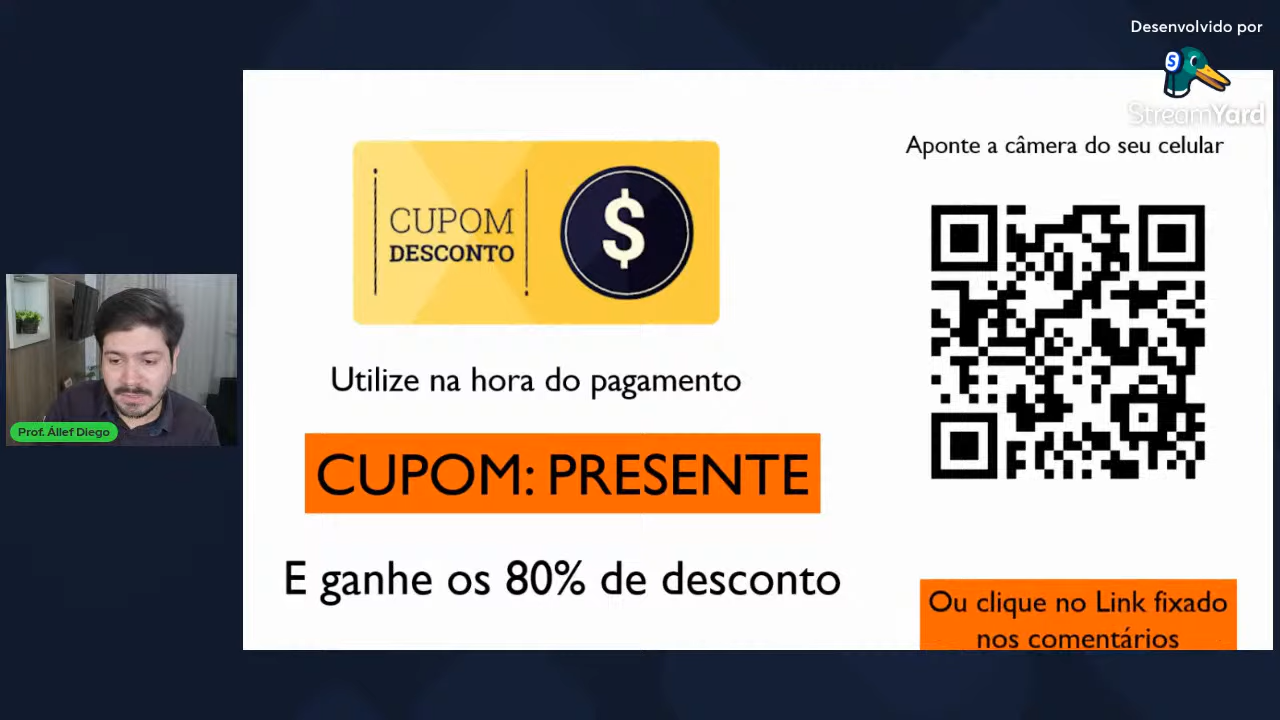 Desenvolvido por
StreamYard
Aponte a câmera do seu celular
CUPOM
DESCONTO
$
Utilize na hora do pagamento
CUPOM: PRESENTE
E ganhe os 80% de desconto
Ou clique no Link fixado
nos comentários
Prof. Állef Diego